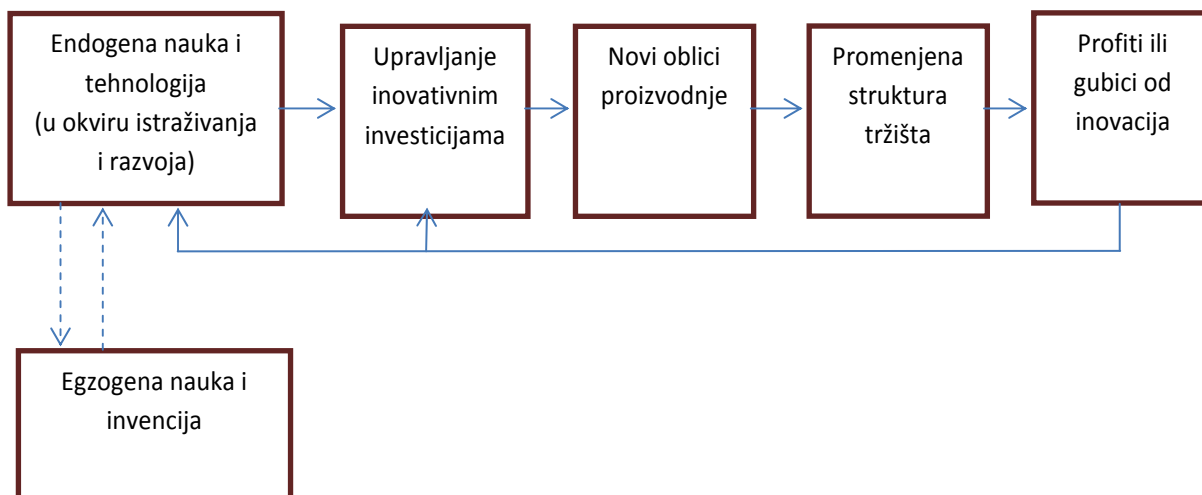 Endogena nauka i
tehnologija
(u okviru istraživanja
i razvoja)
Upravljanje
inovativnim
investicijama
Novi oblici
proizvodnje
Promenjena
struktura
tržišta
Profiti ili
gubici od
inovacija
Egzogena nauka i
invencija